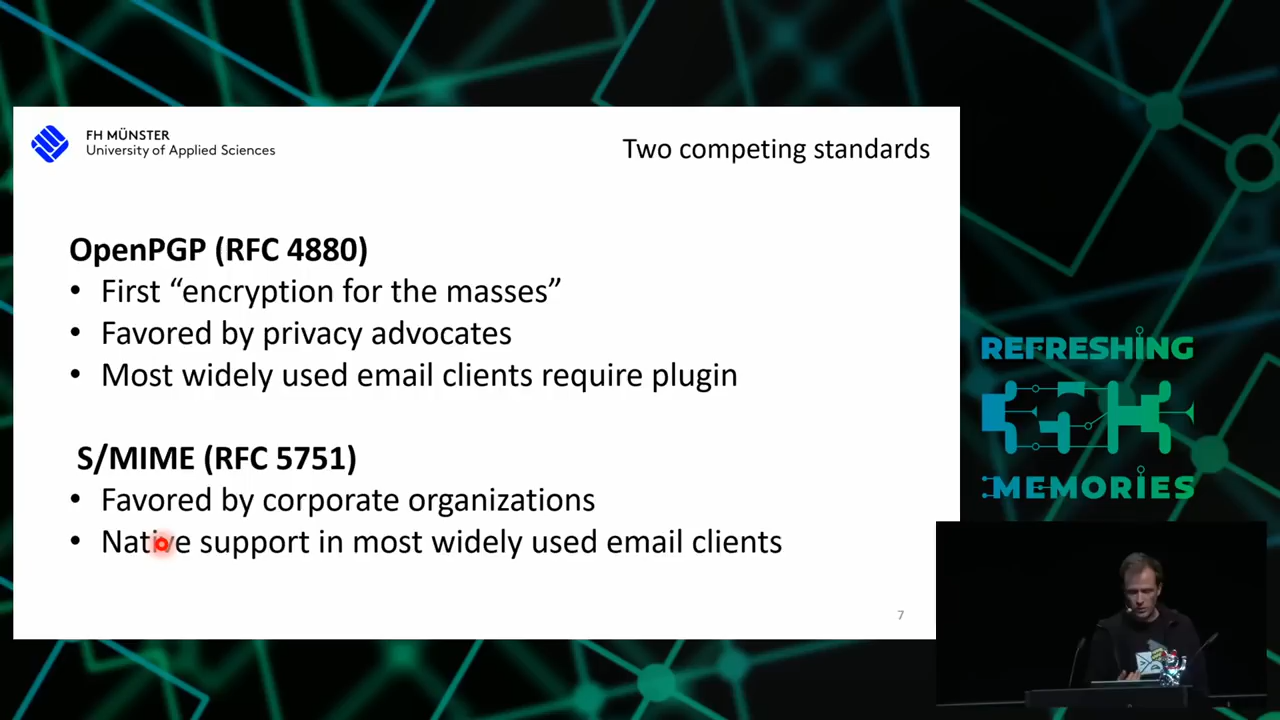 FH MÜNSTER
University of Applied Sciences
Two competing standards
OpenPGP (RFC 4880)
• First “encryption for the masses”
• Favored by privacy advocates
• Most widely used email clients require plugin
S/MIME (RFC 5751)
• Favored by corporate organizations
• Native support in most widely used email clients
7
REFRESHING
MEMORIES